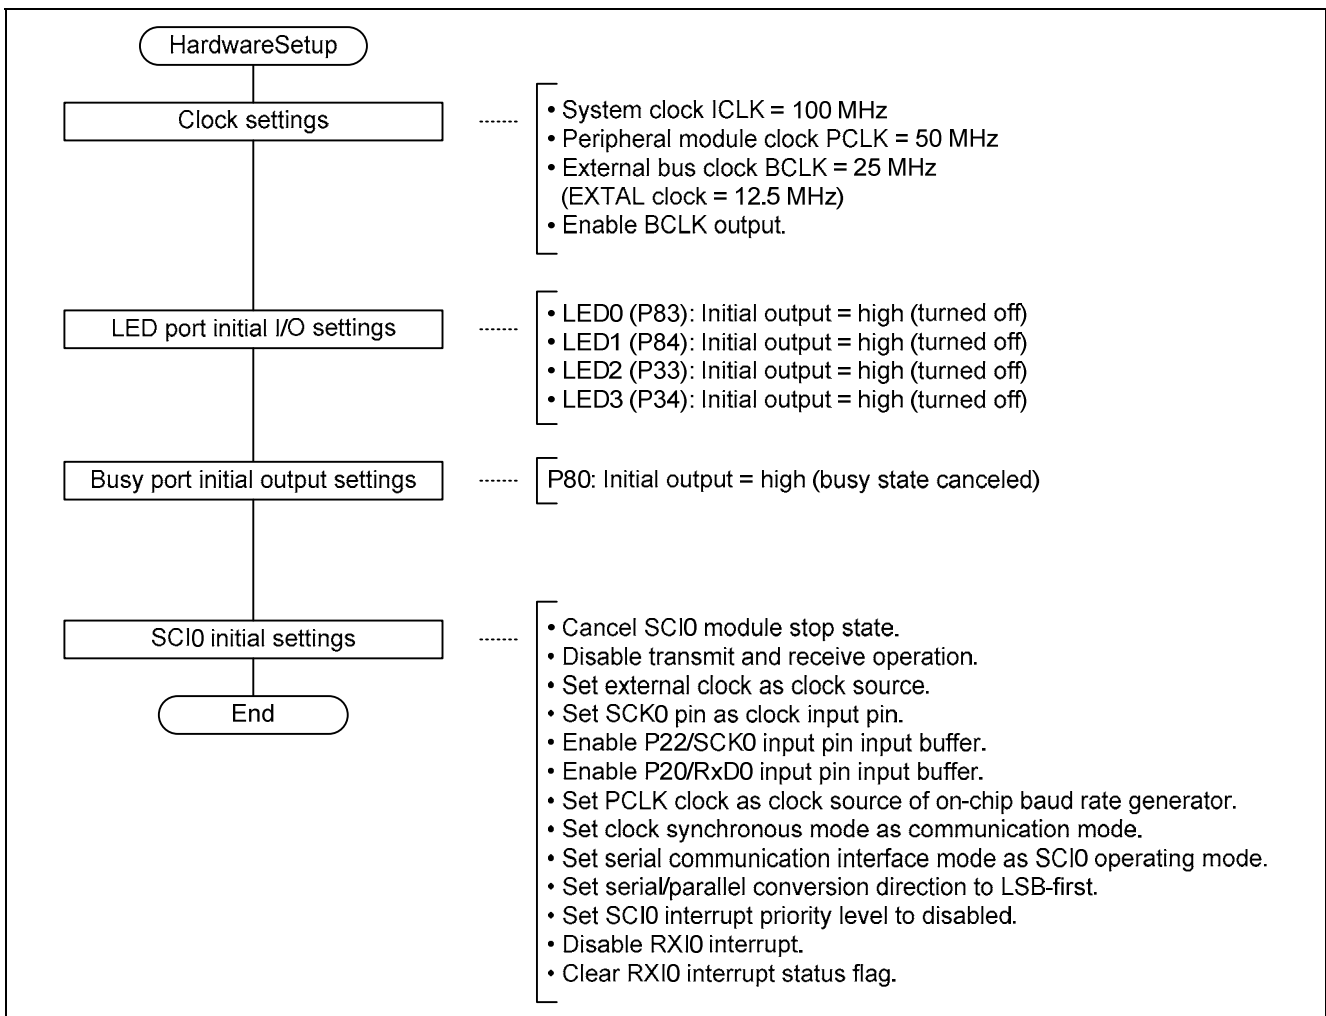 HardwareSetup
Clock settings
• System clock ICLK = 100 MHz
• Peripheral module clock PCLK = 50 MHz
• External bus clock BCLK = 25 MHz
(EXTAL clock = 12.5 MHz)
• Enable BCLK output.
LED port initial I/O settings
• LED0 (P83): Initial output = high (turned off)
• LED1 (P84): Initial output = high (turned off)
• LED2 (P33): Initial output = high (turned off)
• LED3 (P34): Initial output = high (turned off)
Busy port initial output settings
P80: Initial output = high (busy state canceled)
SCI0 initial settings
• Cancel SCI0 module stop state.
• Disable transmit and receive operation.
• Set external clock as clock source.
• Set SCK0 pin as clock input pin.
• Enable P22/SCK0 input pin input buffer.
• Enable P20/RxD0 input pin input buffer.
• Set PCLK clock as clock source of on-chip baud rate generator.
• Set clock synchronous mode as communication mode.
• Set serial communication interface mode as SCI0 operating mode.
• Set serial/parallel conversion direction to LSB-first.
• Set SCI0 interrupt priority level to disabled.
• Disable RXI0 interrupt.
• Clear RXI0 interrupt status flag.
End